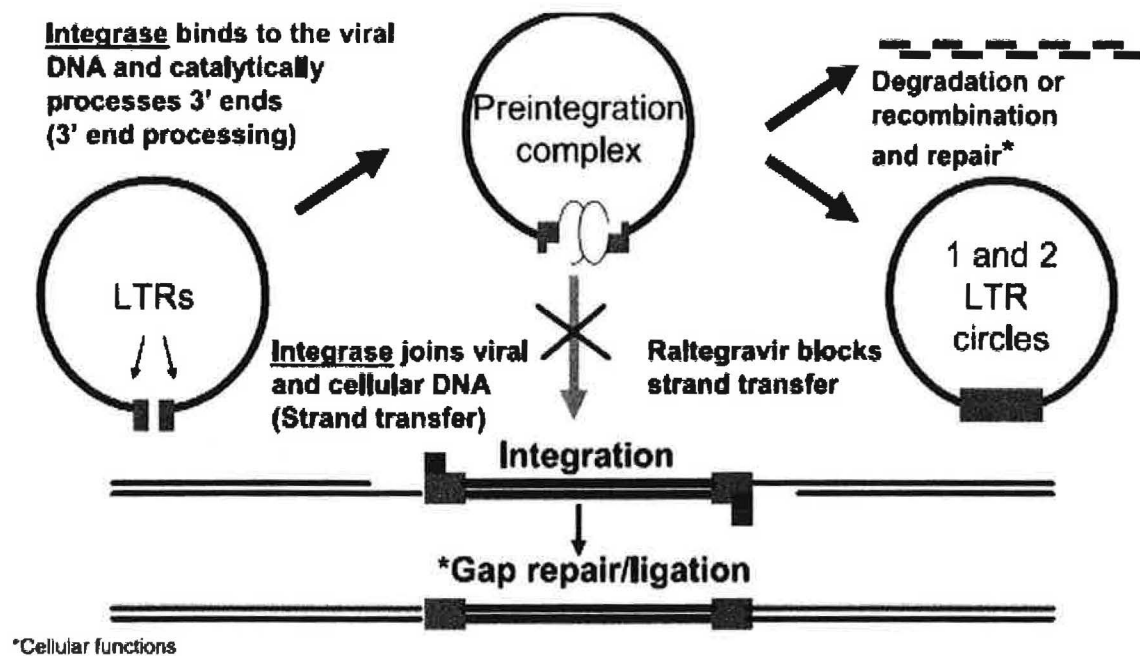 Integrase binds to the viral
DNA and catalytically
processes 3' ends
(3' end processing)
Preintegration
complex
Degradation or
recombination
and repair*
LTRs
1 and 2
LTR
circles
Integrase joins viral
and cellular DNA
(Strand transfer)
Raltegravir blocks
strand transfer
Integration
*Gap repair/ligation
*Cellular functions